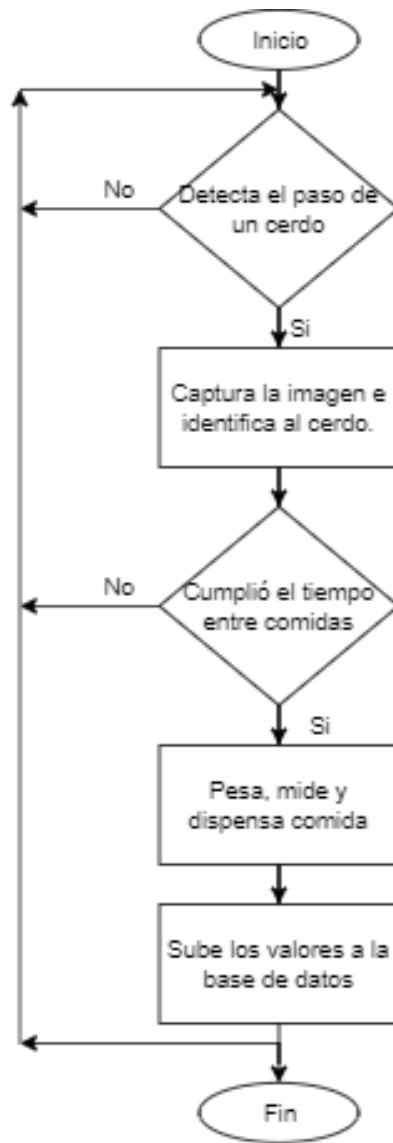 Inicio
No
Detecta el paso de
un cerdo
Si
Captura la imagen e
identifica al cerdo.
No
Cumplió el tiempo
entre comidas
Si
Pesa, mide y
dispensa comida
Sube los valores a la
base de datos
Fin